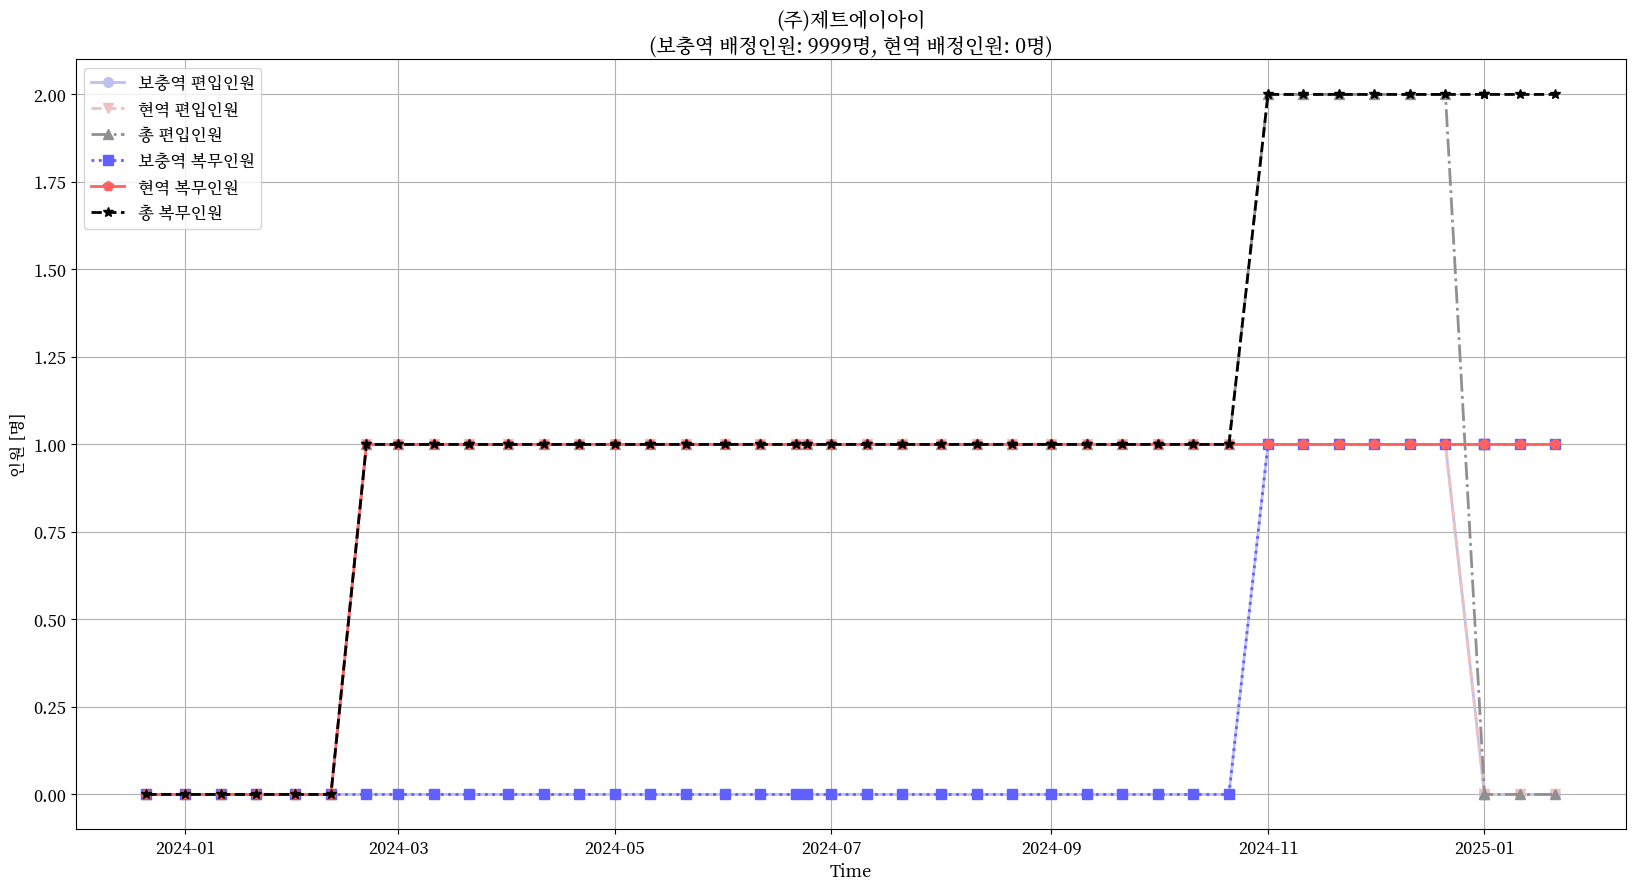 (주)제트에이아이
(보충역 배정인원: 9999명, 현역 배정인원: 0명)
보충역 편입인원
현역 편입인원
총 편입인원
보충역 복무인원
현역 복무인원
총 복무인원
2.00
1.75
1.50
1.25
1.00
0.75
0.50
0.25
0.00
인원 [명]
2024-01 2024-03 2024-05 2024-07 2024-09 2024-11 2025-01
Time